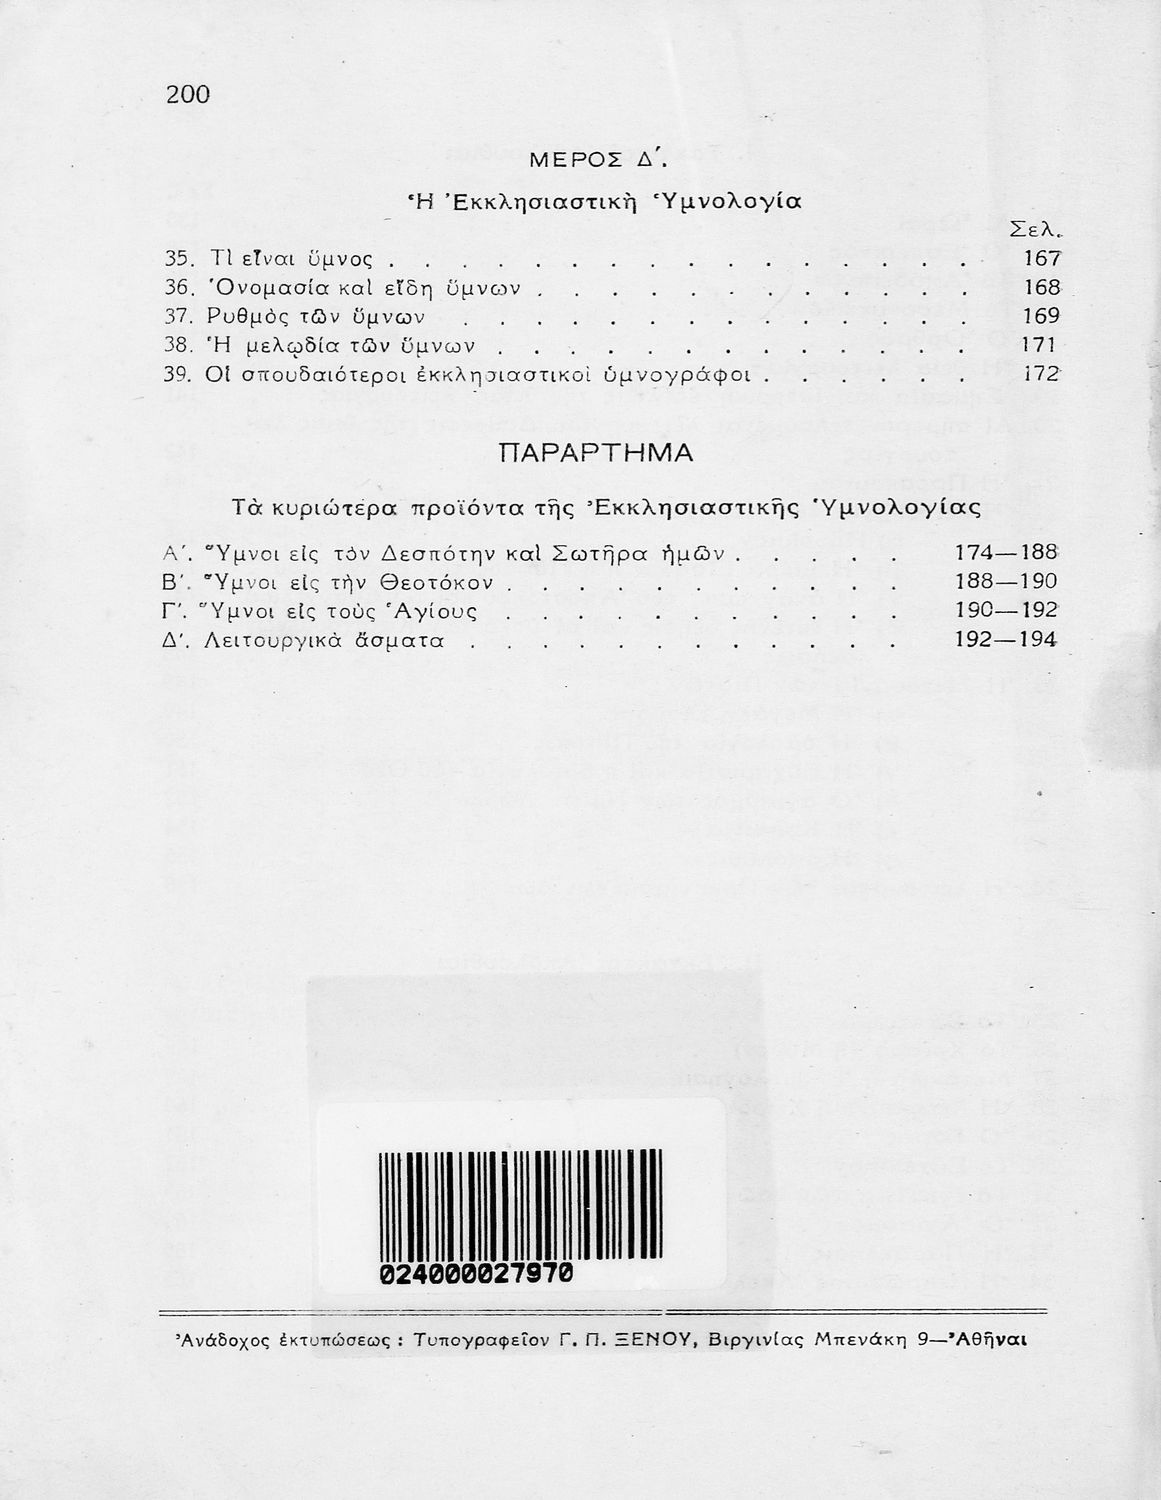 200
ΜΕΡΟΣ Δ΄.
Ἡ Ἐκκλησιαστικὴ Ὑμνολογία
Σελ.
35. Τί εἶναι ὕμνος . . . . . . . . . . . . . . . . 167
36. Ὀνομασία καὶ εἴδη ὕμνων . . . . . . . . . . . . 168
37. Ρυθμὸς τῶν ὕμνων . . . . . . . . . . . . . . 169
38. Ἡ μελῳδία τῶν ὕμνων . . . . . . . . . . . . . 171
39. Οἱ σπουδαιότεροι ἐκκλησιαστικοὶ ὑμνογράφοι . . . . . . 172
ΠΑΡΑΡΤΗΜΑ
Τὰ κυριώτερα προϊόντα τῆς Ἐκκλησιαστικῆς Ὑμνολογίας
Α΄. Ὕμνοι εἰς τὸν Δεσπότην καὶ Σωτῆρα ἡμῶν . . . . . 174—188
Β΄. Ὕμνοι εἰς τὴν Θεοτόκον . . . . . . . . . . . 188—190
Γ΄. Ὕμνοι εἰς τοὺς Ἁγίους . . . . . . . . . . . 190—192
Δ΄. Λειτουργικὰ ᾄσματα . . . . . . . . . . . . 192—194
024000027970
Ἀνάδοχος ἐκτυπώσεως : Τυπογραφεῖον Γ. Π. ΞΕΝΟΥ, Βιργινίας Μπενάκη 9—Ἀθῆναι